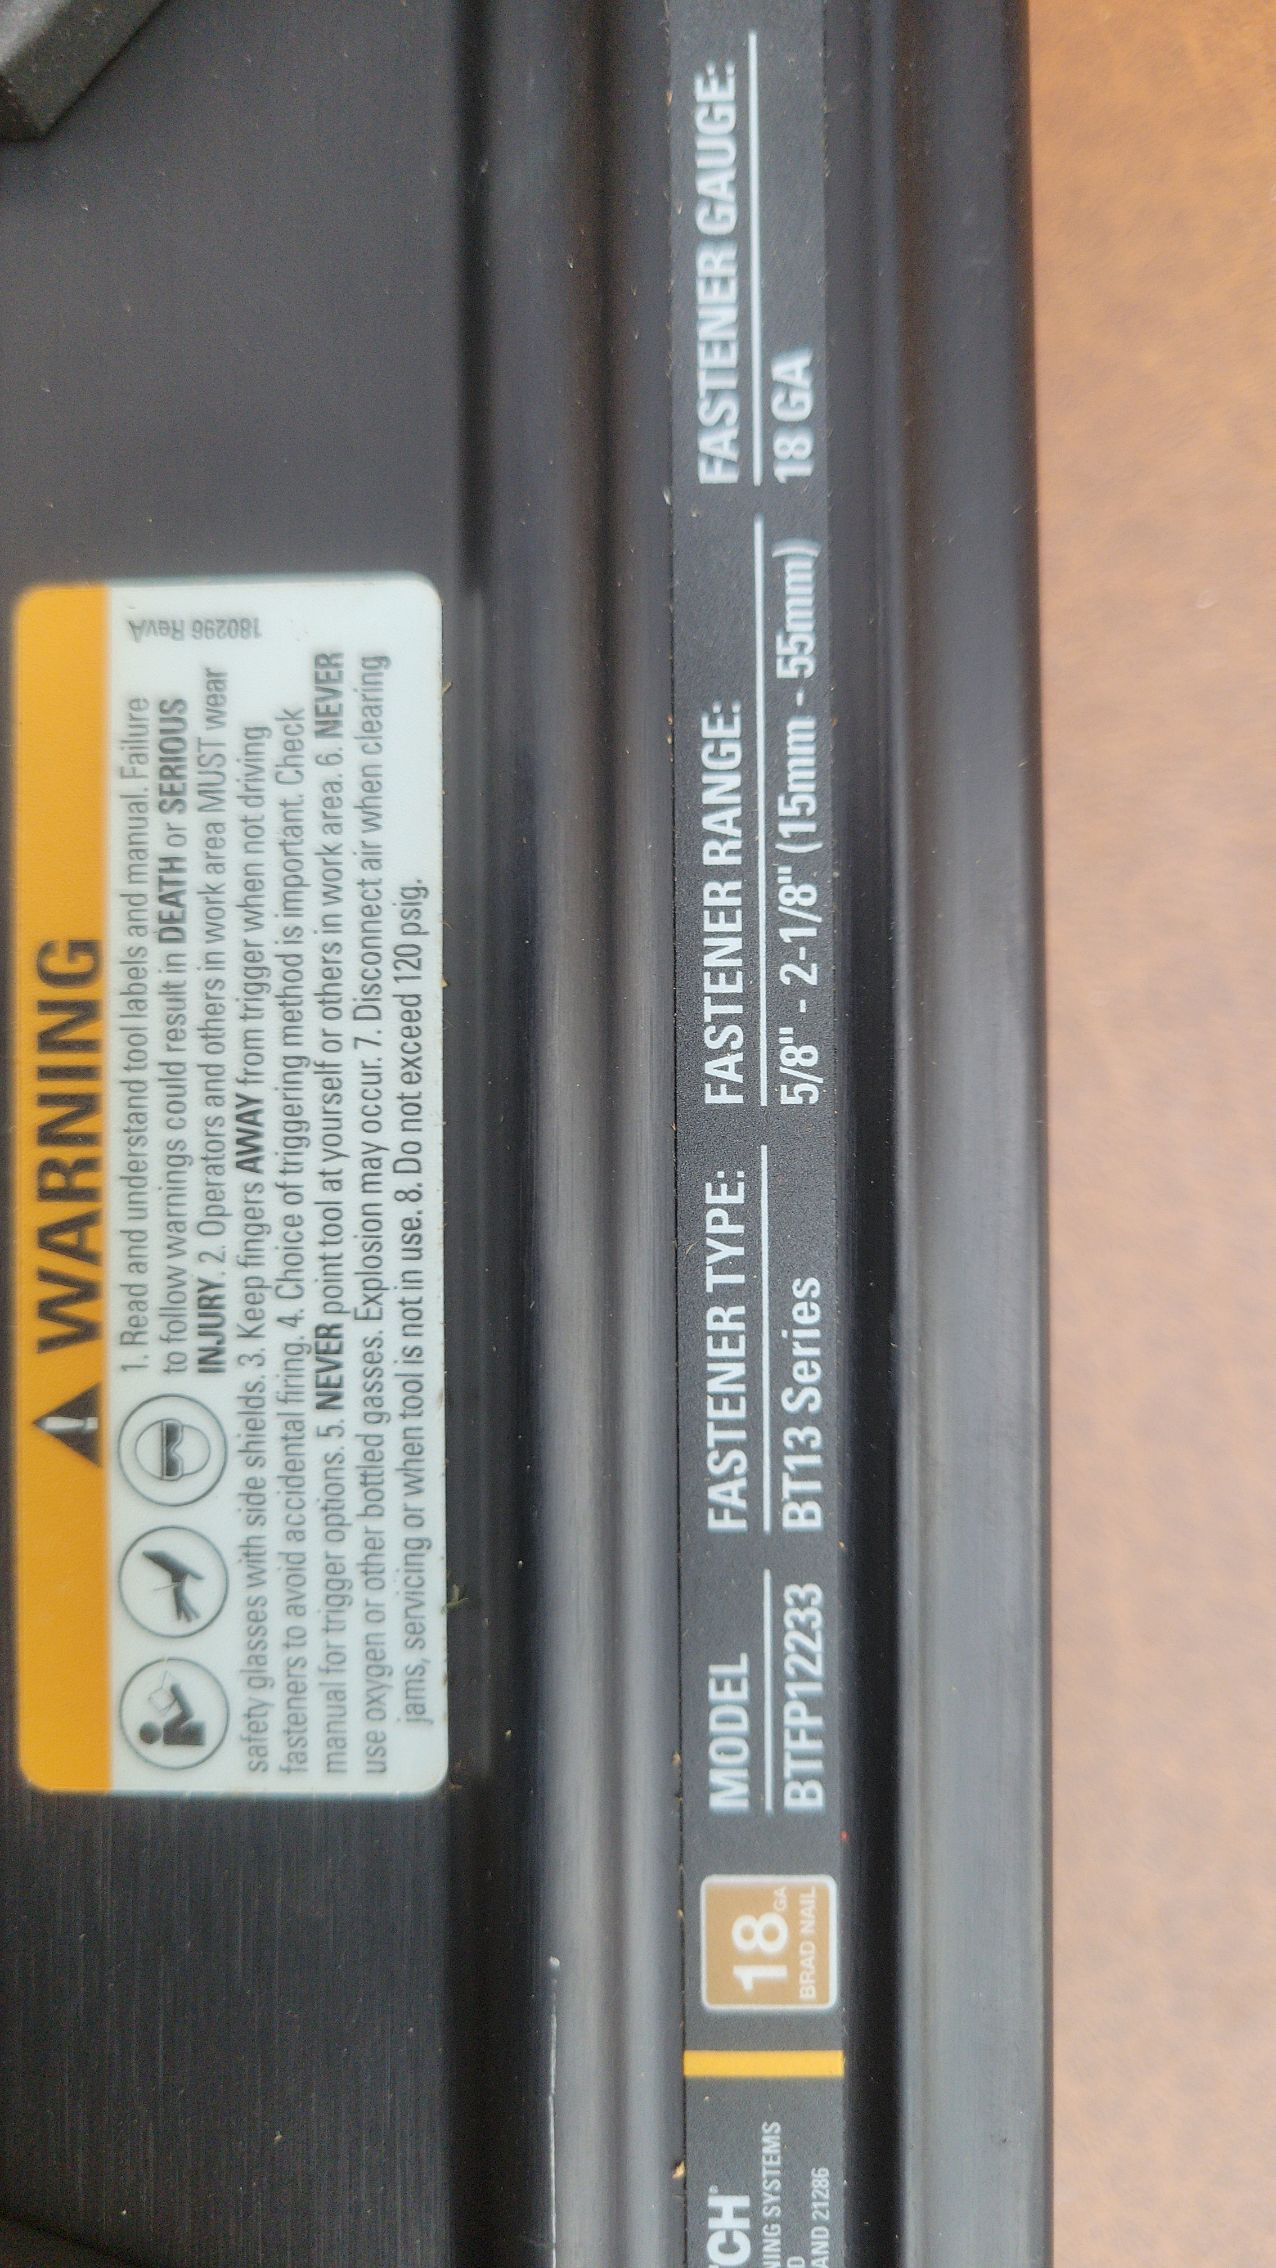 WARNING
1. Read and understand tool labels and manual. Failure
to follow warnings could result in DEATH or SERIOUS
INJURY. 2. Operators and others in work area MUST wear
safety glasses with side shields. 3. Keep fingers AWAY from trigger when not driving
fasteners to avoid accidental firing. 4. Choice of triggering method is important. Check
manual for trigger options. 5. NEVER point tool at yourself or others in work area. 6. NEVER
use oxygen or other bottled gasses. Explosion may occur. 7. Disconnect air when clearing
jams, servicing or when tool is not in use. 8. Do not exceed 120 psig.
180296 RevA
CH
NING SYSTEMS
D
AND 21286
18 GA
BRAD NAIL
MODEL
BTFP12233
FASTENER TYPE:
BT13 Series
FASTENER RANGE:
5/8" - 2-1/8" (15mm - 55mm)
FASTENER GAUGE:
18 GA